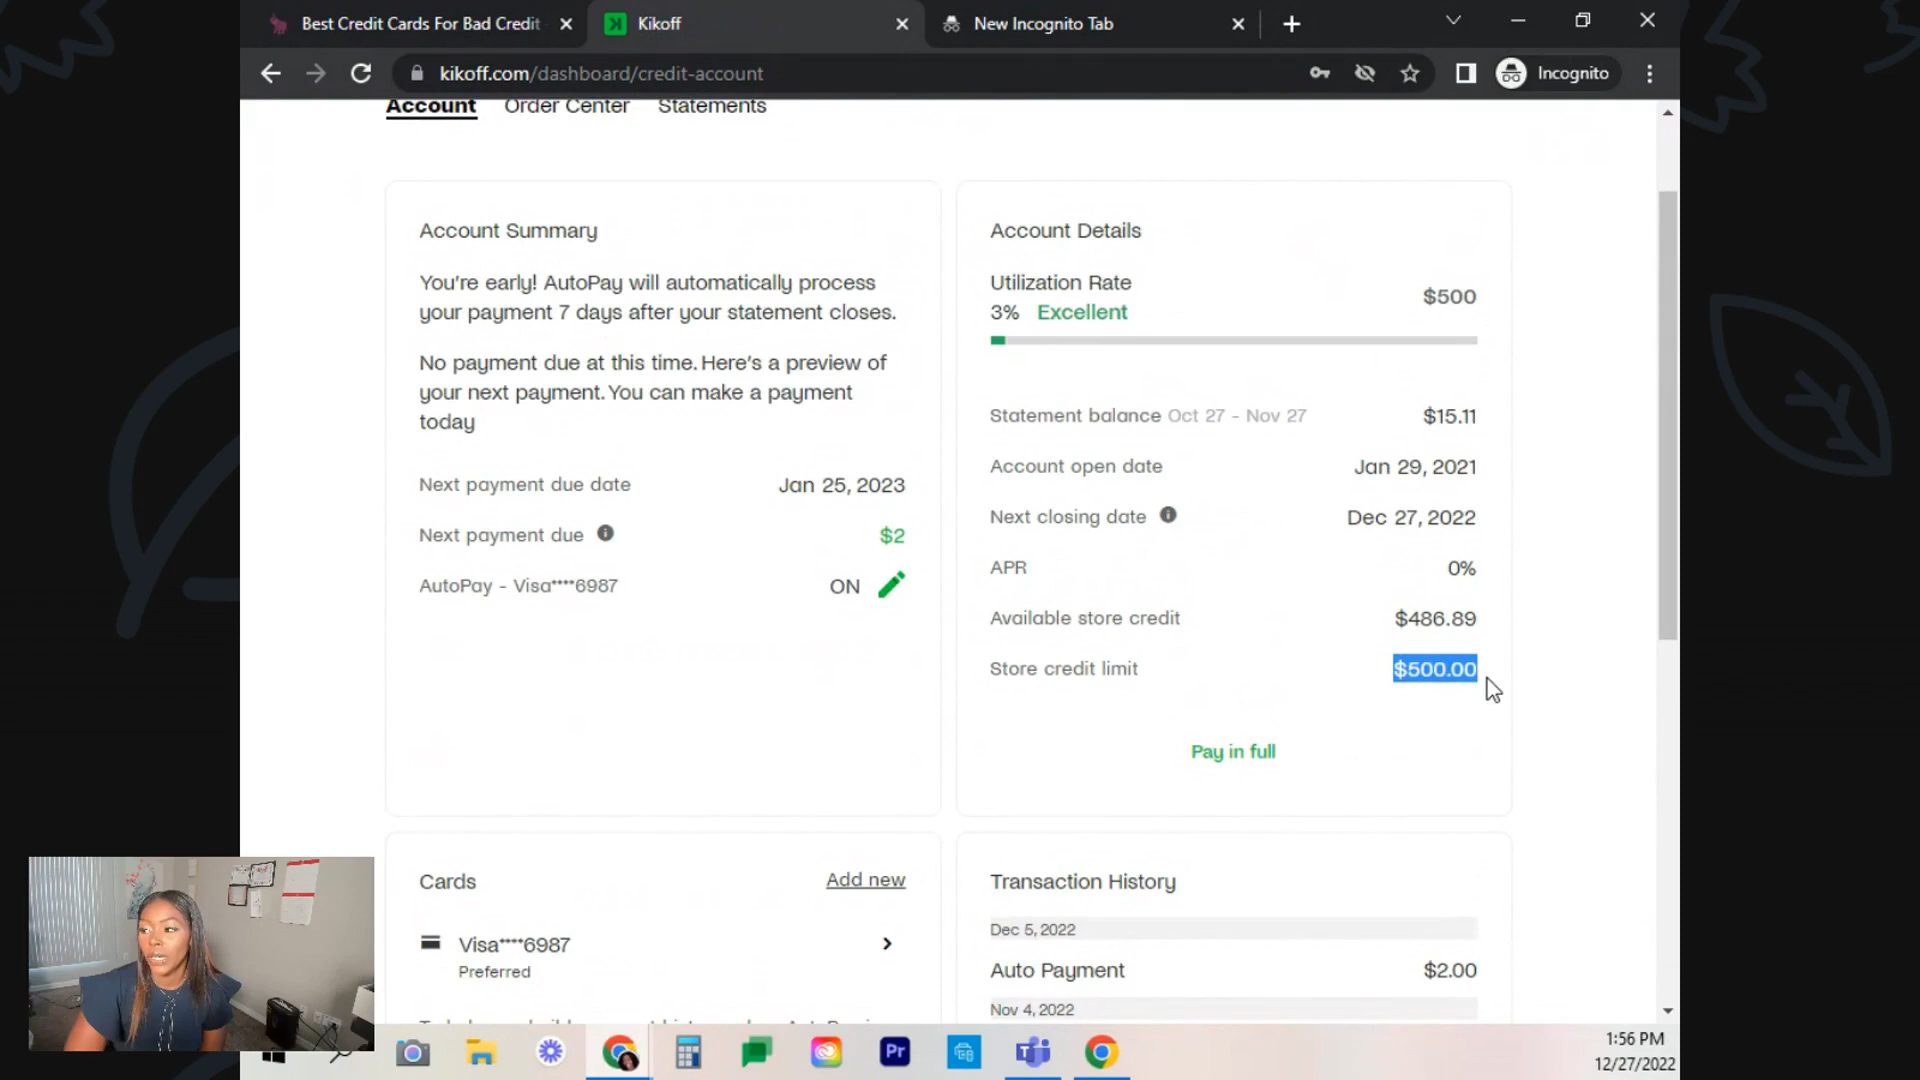 Best Credit Cards For Bad Credit
Kikoff
New Incognito Tab
kikoff.com/dashboard/credit-account
Incognito
Account
Order Center
Statements
Account Summary
You're early! AutoPay will automatically process
your payment 7 days after your statement closes.
No payment due at this time. Here's a preview of
your next payment. You can make a payment
today
Next payment due date Jan 25, 2023
Next payment due $2
AutoPay - Visa****6987 ON
Account Details
Utilization Rate
3% Excellent
$500
Statement balance Oct 27 - Nov 27 $15.11
Account open date Jan 29, 2021
Next closing date Dec 27, 2022
APR 0%
Available store credit $486.89
Store credit limit $500.00
Pay in full
Cards Add new
Visa****6987
Preferred
Transaction History
Dec 5, 2022
Auto Payment $2.00
Nov 4, 2022
Pr
1:56 PM
12/27/2022